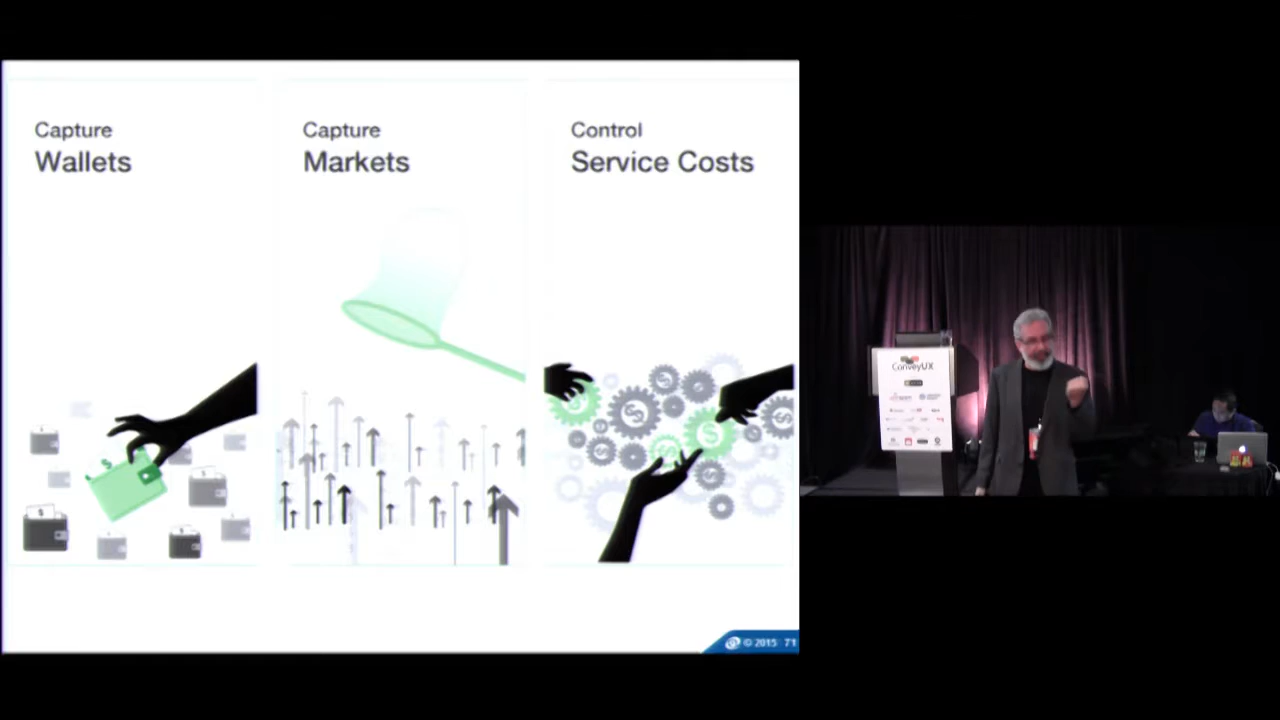 Capture
Wallets
Capture
Markets
Control
Service Costs
© 2015 71
ConveyUX